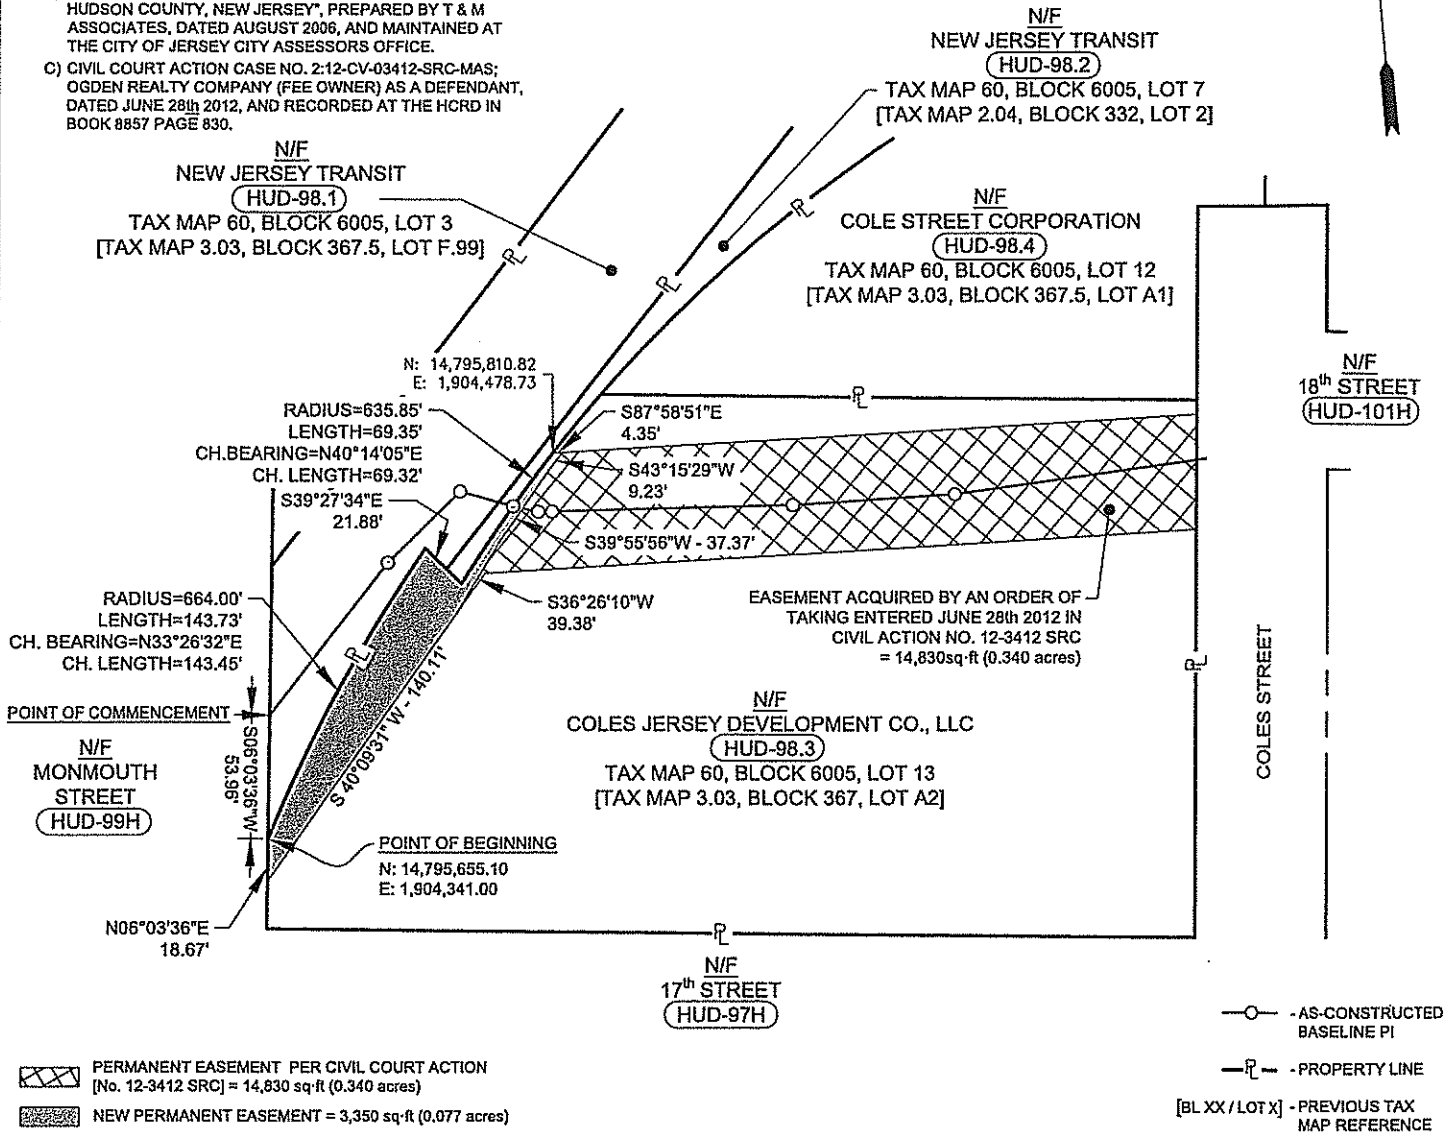 HUDSON COUNTY, NEW JERSEY", PREPARED BY T & M
ASSOCIATES, DATED AUGUST 2006, AND MAINTAINED AT
THE CITY OF JERSEY CITY ASSESSORS OFFICE.
C) CIVIL COURT ACTION CASE NO. 2:12-CV-03412-SRC-MAS;
OGDEN REALTY COMPANY (FEE OWNER) AS A DEFENDANT,
DATED JUNE 28th 2012, AND RECORDED AT THE HCRD IN
BOOK 8857 PAGE 830.
N/F
NEW JERSEY TRANSIT
HUD-98.2
TAX MAP 60, BLOCK 6005, LOT 7
[TAX MAP 2.04, BLOCK 332, LOT 2]
N/F
NEW JERSEY TRANSIT
HUD-98.1
TAX MAP 60, BLOCK 6005, LOT 3
[TAX MAP 3.03, BLOCK 367.5, LOT F.99]
N/F
COLE STREET CORPORATION
HUD-98.4
TAX MAP 60, BLOCK 6005, LOT 12
[TAX MAP 3.03, BLOCK 367.5, LOT A1]
PL
PL
PL
N/F
18th STREET
HUD-101H
N: 14,795,810.82
E: 1,904,478.73
PL
RADIUS=635.85'
LENGTH=69.35'
CH.BEARING=N40°14'05"E
CH. LENGTH=69.32'
S87°58'51"E
4.35'
S43°15'29"W
9.23'
S39°27'34"E
21.88'
S39°55'56"W - 37.37'
S36°26'10"W
39.38'
RADIUS=664.00'
LENGTH=143.73'
CH. BEARING=N33°26'32"E
CH. LENGTH=143.45'
EASEMENT ACQUIRED BY AN ORDER OF
TAKING ENTERED JUNE 28th 2012 IN
CIVIL ACTION NO. 12-3412 SRC
= 14,830sq·ft (0.340 acres)
PL
PL
COLES STREET
S 40°09'31" W - 140.11'
POINT OF COMMENCEMENT
S06°03'36"W
53.96'
N/F
MONMOUTH
STREET
HUD-99H
N/F
COLES JERSEY DEVELOPMENT CO., LLC
HUD-98.3
TAX MAP 60, BLOCK 6005, LOT 13
[TAX MAP 3.03, BLOCK 367, LOT A2]
POINT OF BEGINNING
N: 14,795,655.10
E: 1,904,341.00
N06°03'36"E
18.67'
PL
N/F
17th STREET
HUD-97H
PERMANENT EASEMENT PER CIVIL COURT ACTION
[No. 12-3412 SRC] = 14,830 sq·ft (0.340 acres)
NEW PERMANENT EASEMENT = 3,350 sq·ft (0.077 acres)
- AS-CONSTRUCTED
BASELINE PI
PL - PROPERTY LINE
[BL XX / LOT X] - PREVIOUS TAX
MAP REFERENCE